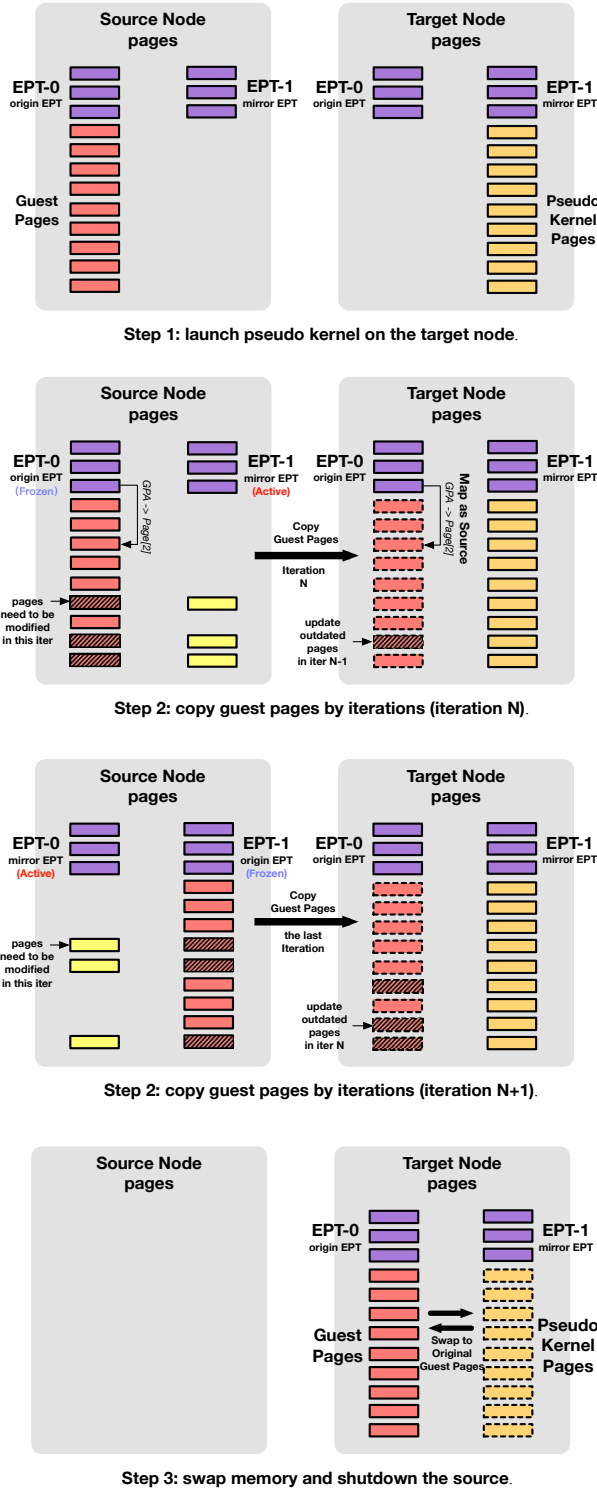 Source Node
pages
Target Node
pages
EPT-0
origin EPT
EPT-1
mirror EPT
EPT-0
origin EPT
EPT-1
mirror EPT
Guest
Pages
Pseudo
Kernel
Pages
Step 1: launch pseudo kernel on the target node.
Source Node
pages
Target Node
pages
EPT-0
origin EPT
(Frozen)
GPA -> Page[2]
EPT-1
mirror EPT
(Active)
EPT-0
origin EPT
Map as Source
GPA -> Page[2]
EPT-1
mirror EPT
Copy
Guest Pages
Iteration
N
pages
need to be
modified
in this iter
update
outdated
pages
in iter N-1
Step 2: copy guest pages by iterations (iteration N).
Source Node
pages
Target Node
pages
EPT-0
mirror EPT
(Active)
EPT-1
origin EPT
(Frozen)
EPT-0
origin EPT
EPT-1
mirror EPT
Copy
Guest Pages
the last
Iteration
pages
need to be
modified
in this iter
update
outdated
pages
in iter N
Step 2: copy guest pages by iterations (iteration N+1).
Source Node
pages
Target Node
pages
EPT-0
origin EPT
EPT-1
mirror EPT
Guest
Pages
Swap to
Original
Guest Pages
Pseudo
Kernel
Pages
Step 3: swap memory and shutdown the source.